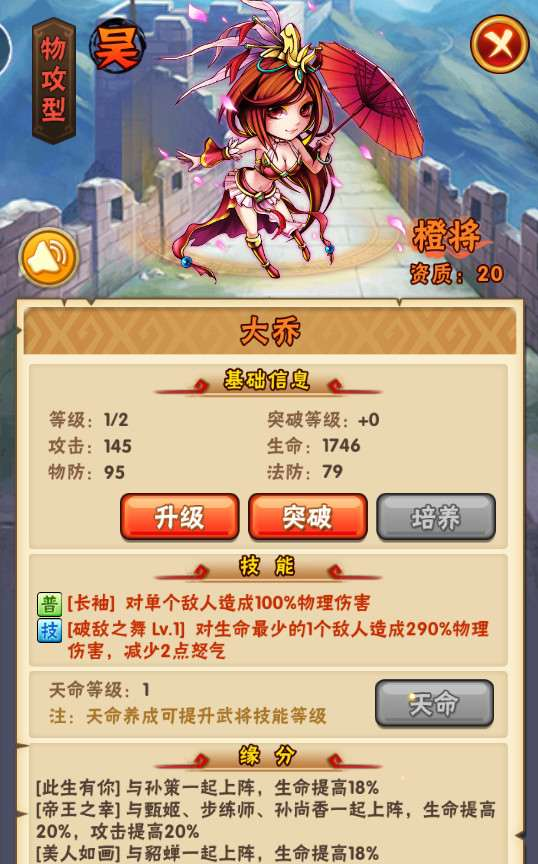 物攻型
吴
橙将
资质：20
大乔
基础信息
等级：1/2
突破等级：+0
攻击：145
生命：1746
物防：95
法防：79
升级
突破
培养
技能
普 [长袖] 对单个敌人造成100%物理伤害
技 [破敌之舞 Lv.1] 对生命最少的1个敌人造成290%物理
伤害，减少2点怒气
天命等级：1
天命
注：天命养成可提升武将技能等级
缘分
[此生有你] 与孙策一起上阵，生命提高18%
[帝王之幸] 与甄姬、步练师、孙尚香一起上阵，生命提高
20%，攻击提高20%
[美人如画] 与貂蝉一起上阵，生命提高18%